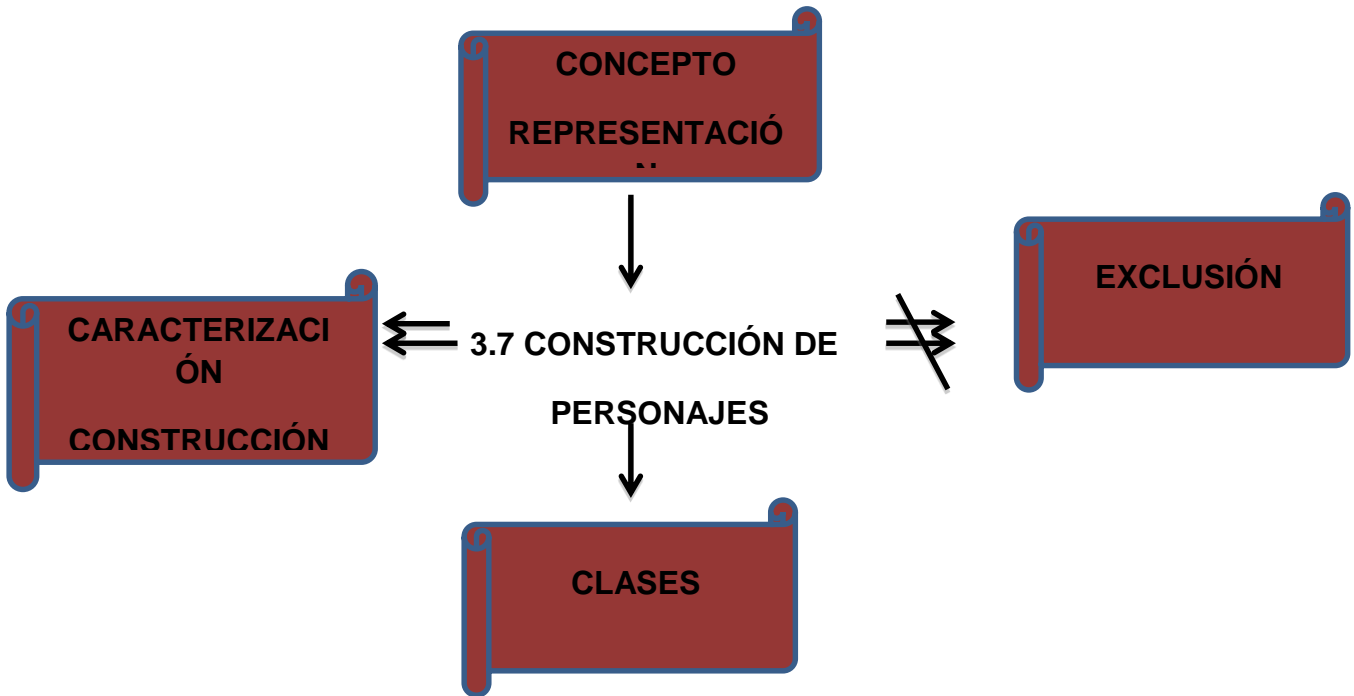 CONCEPTO
REPRESENTACIÓ
N
EXCLUSIÓN
CARACTERIZACI
ÓN
CONSTRUCCIÓN
3.7 CONSTRUCCIÓN DE
PERSONAJES
CLASES